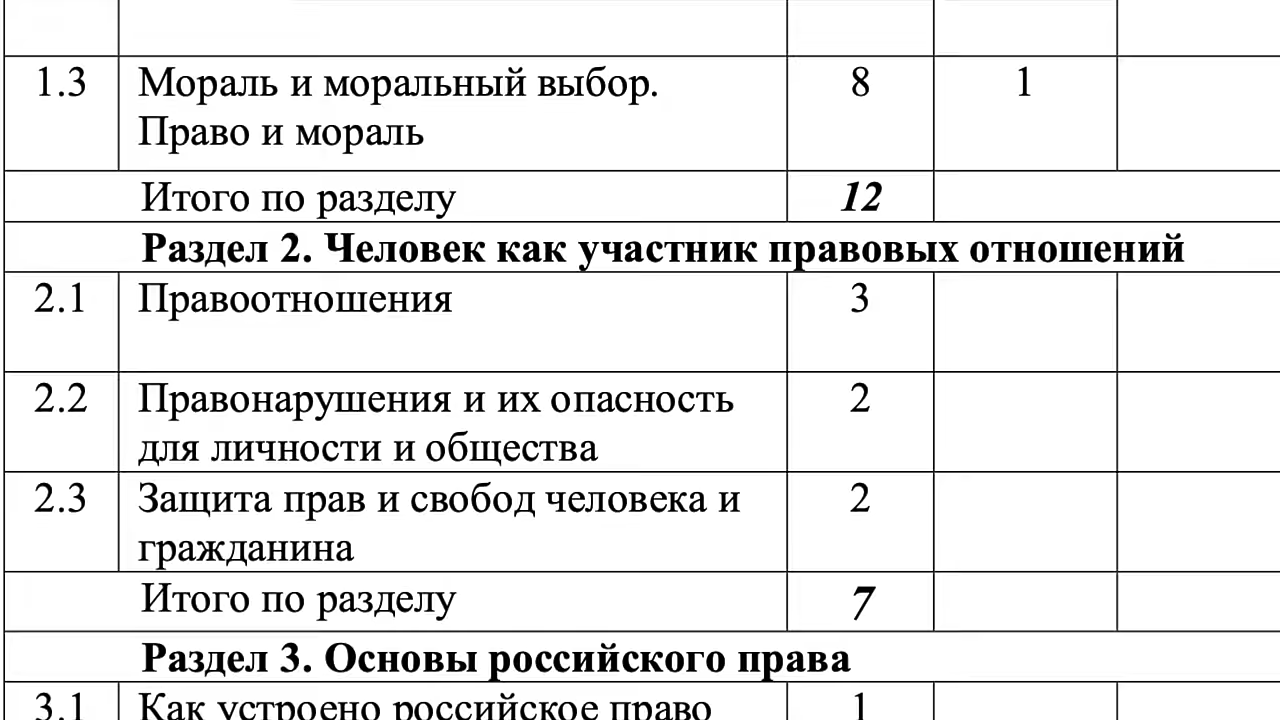 1.3 Мораль и моральный выбор. 8 1
Право и мораль
Итого по разделу 12
Раздел 2. Человек как участник правовых отношений
2.1 Правоотношения 3
2.2 Правонарушения и их опасность 2
для личности и общества
2.3 Защита прав и свобод человека и 2
гражданина
Итого по разделу 7
Раздел 3. Основы российского права
3.1 Как устроено российское право 1